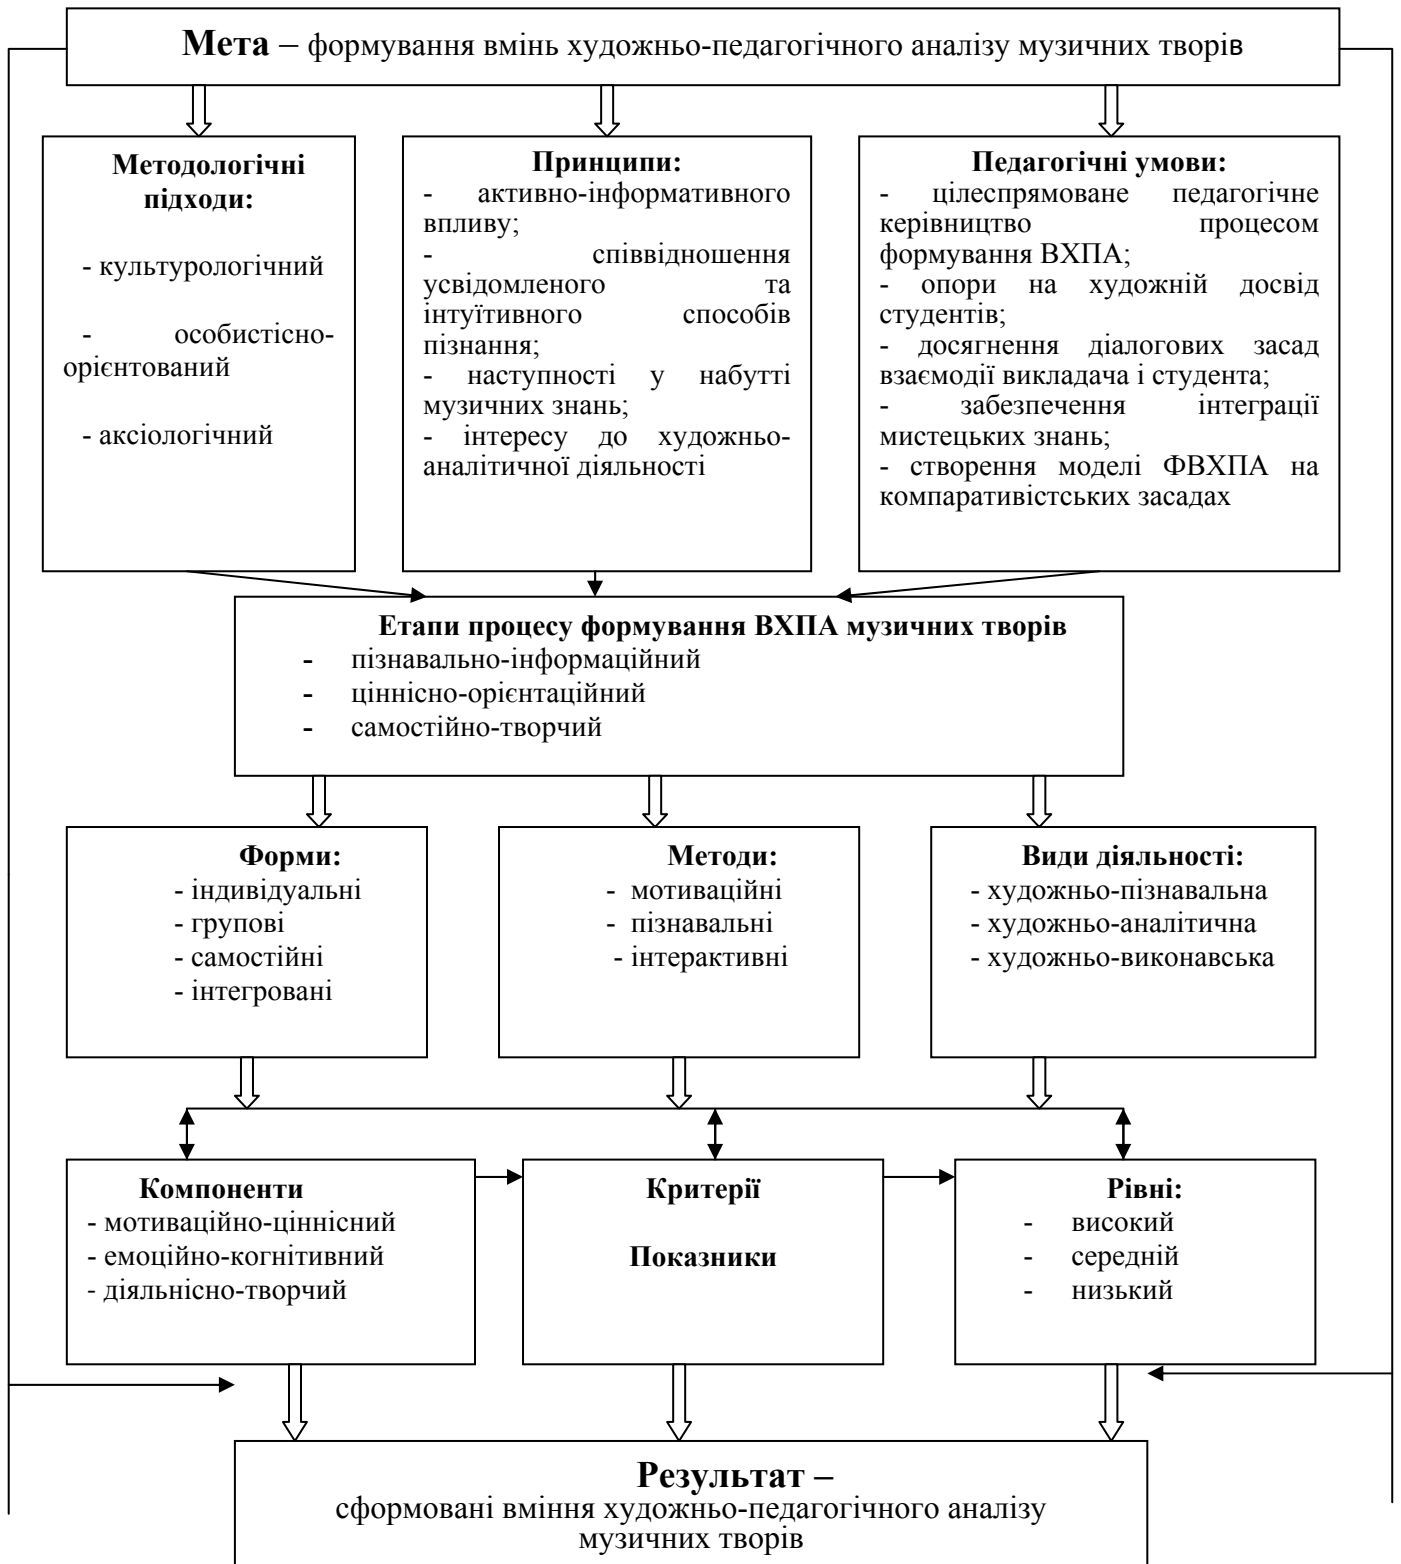 Мета – формування вмінь художньо-педагогічного аналізу музичних творів
Методологічні
підходи:
- культурологічний
- особистісно-
орієнтований
- аксіологічний
Принципи:
- активно-інформативного
впливу;
- співвідношення
усвідомленого та
інтуїтивного способів
пізнання;
- наступності у набутті
музичних знань;
- інтересу до художньо-
аналітичної діяльності
Педагогічні умови:
- цілеспрямоване педагогічне
керівництво процесом
формування ВХПА;
- опори на художній досвід
студентів;
- досягнення діалогових засад
взаємодії викладача і студента;
- забезпечення інтеграції
мистецьких знань;
- створення моделі ФВХПА на
компаративістських засадах
Етапи процесу формування ВХПА музичних творів
- пізнавально-інформаційний
- ціннісно-орієнтаційний
- самостійно-творчий
Форми:
- індивідуальні
- групові
- самостійні
- інтегровані
Методи:
- мотиваційні
- пізнавальні
- інтерактивні
Види діяльності:
- художньо-пізнавальна
- художньо-аналітична
- художньо-виконавська
Компоненти
- мотиваційно-ціннісний
- емоційно-когнітивний
- діяльнісно-творчий
Критерії
Показники
Рівні:
- високий
- середній
- низький
Результат –
сформовані вміння художньо-педагогічного аналізу
музичних творів